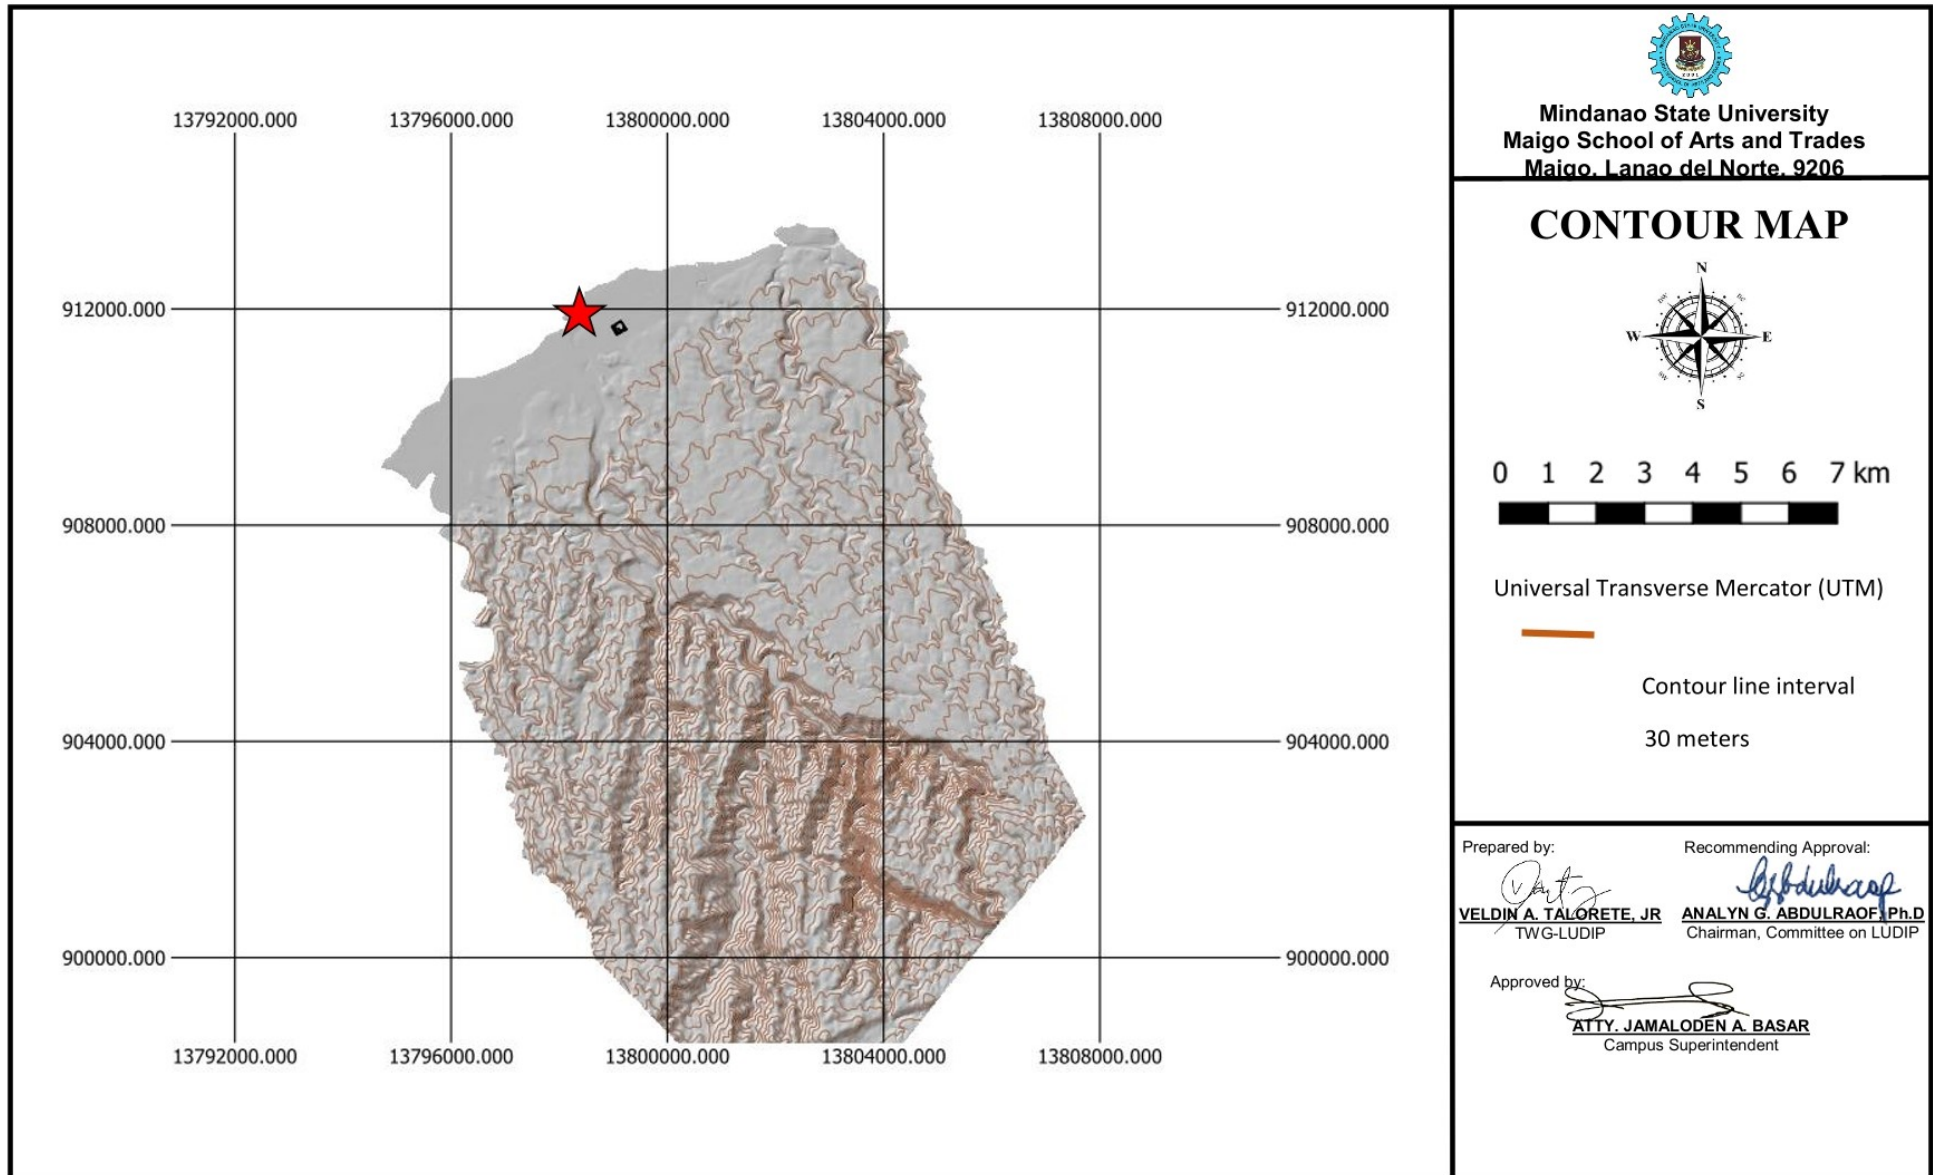 13792000.000 13796000.000 13800000.000 13804000.000 13808000.000
912000.000 912000.000
908000.000 908000.000
904000.000 904000.000
900000.000 900000.000
13792000.000 13796000.000 13800000.000 13804000.000 13808000.000
Mindanao State University
Maigo School of Arts and Trades
Maigo, Lanao del Norte, 9206
CONTOUR MAP
N
W E
S
0 1 2 3 4 5 6 7 km
Universal Transverse Mercator (UTM)
Contour line interval
30 meters
Prepared by:
VELDIN A. TALORETE, JR
TWG-LUDIP
Recommending Approval:
ANALYN G. ABDULRAOF, Ph.D
Chairman, Committee on LUDIP
Approved by:
ATTY. JAMALODEN A. BASAR
Campus Superintendent